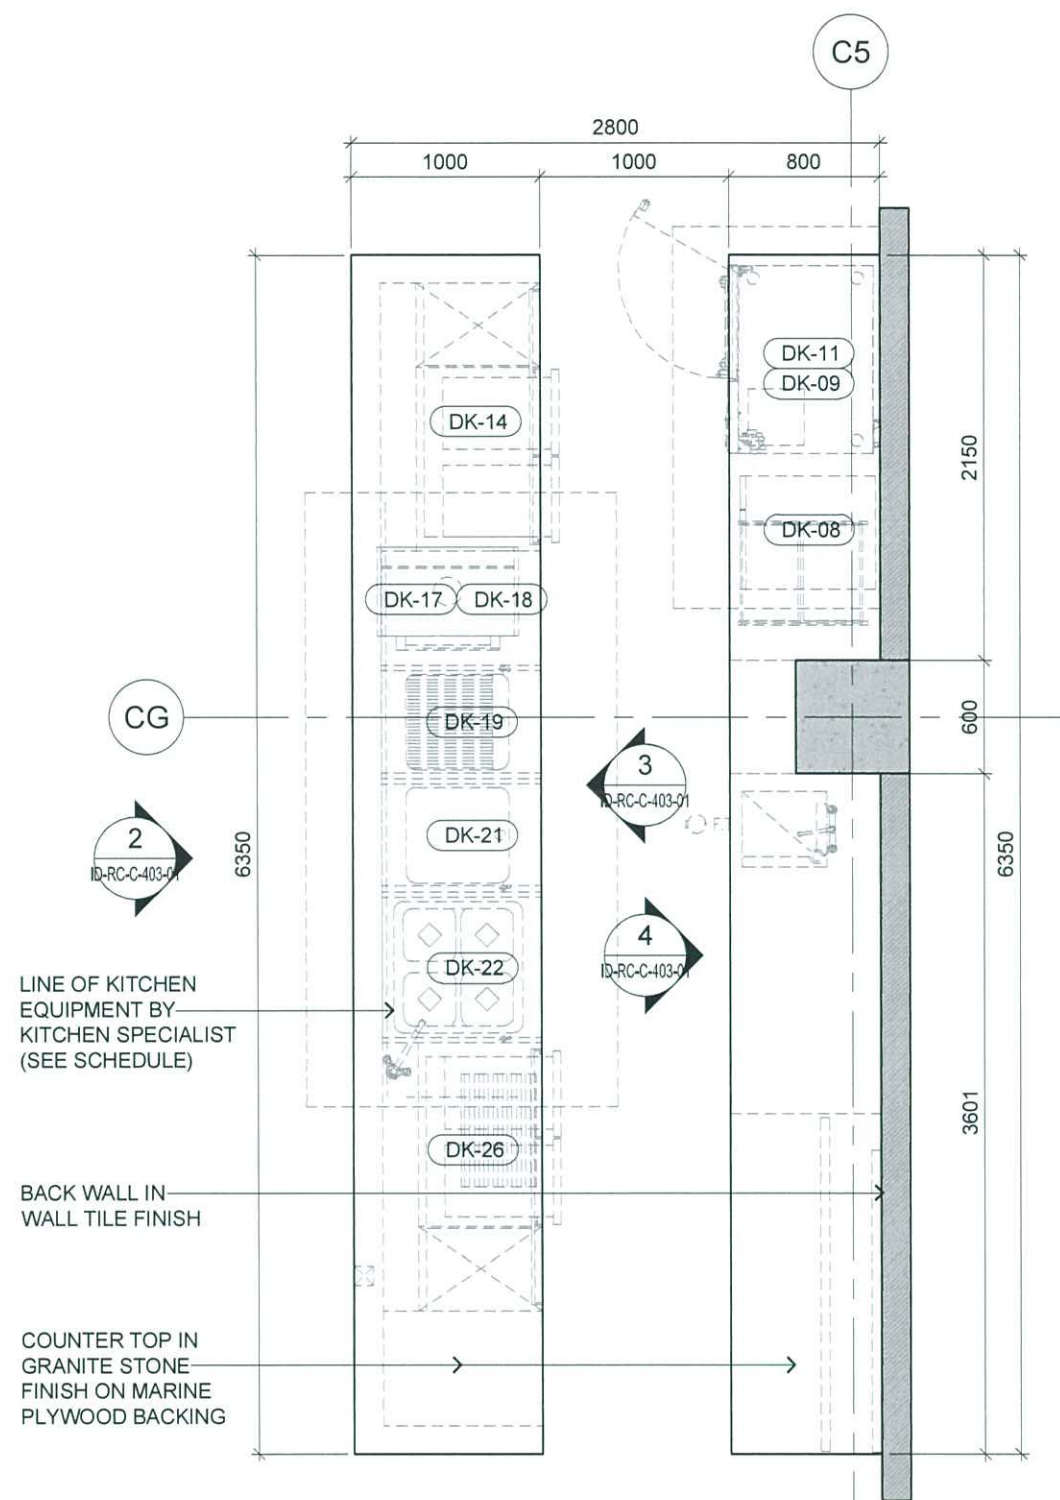 C5
2800
1000
1000
800
DK-11
DK-09
DK-14
2150
DK-08
DK-17
DK-18
CG
DK-19
600
3
ID-RC-C-403-01
2
ID-RC-C-403-01
6350
DK-21
F.T
6350
4
ID-RC-C-403-01
DK-22
LINE OF KITCHEN
EQUIPMENT BY
KITCHEN SPECIALIST
(SEE SCHEDULE)
3601
DK-26
BACK WALL IN
WALL TILE FINISH
COUNTER TOP IN
GRANITE STONE
FINISH ON MARINE
PLYWOOD BACKING